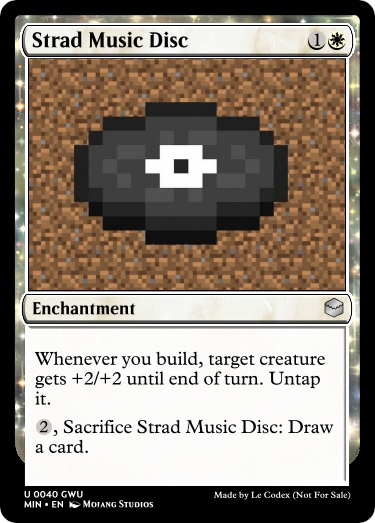 Strad Music Disc 1
Enchantment
Whenever you build, target creature
gets +2/+2 until end of turn. Untap
it.
2, Sacrifice Strad Music Disc: Draw
a card.
U 0040 GWU
MIN • EN Mojang Studios
Made by Le Codex (Not For Sale)